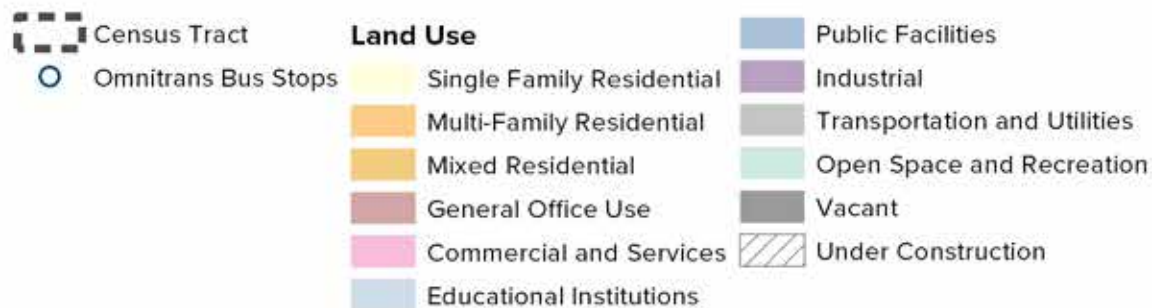 Census Tract
Omnitrans Bus Stops
Land Use
Single Family Residential
Multi-Family Residential
Mixed Residential
General Office Use
Commercial and Services
Educational Institutions
Public Facilities
Industrial
Transportation and Utilities
Open Space and Recreation
Vacant
Under Construction